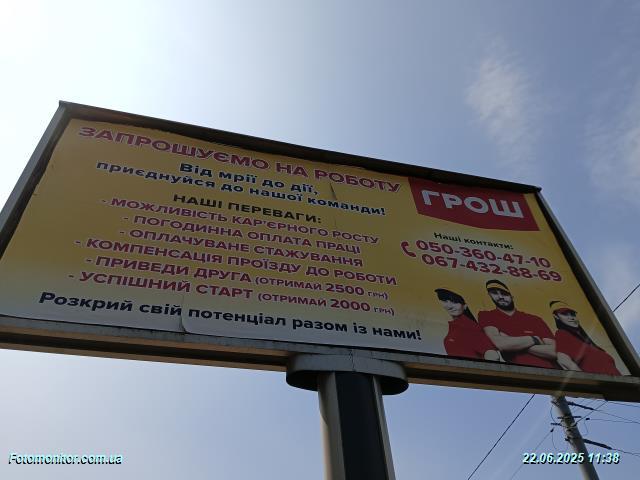 ЗАПРОШУЄМО НА РОБОТУ
Від мрії до дії,
приєднуйся до нашої команди!
НАШІ ПЕРЕВАГИ:
- МОЖЛИВІСТЬ КАР'ЄРНОГО РОСТУ
- ПОГОДИННА ОПЛАТА ПРАЦІ
- ОПЛАЧУВАНЕ СТАЖУВАННЯ
- КОМПЕНСАЦІЯ ПРОЇЗДУ ДО РОБОТИ
- ПРИВЕДИ ДРУГА (ОТРИМАЙ 2500 ГРН)
- УСПІШНИЙ СТАРТ (ОТРИМАЙ 2000 ГРН)
Розкрий свій потенціал разом із нами!
ГРОШ
Наші контакти:
050-360-47-10
067-432-88-69
Fotomonitor.com.ua
22.06.2025 11:38